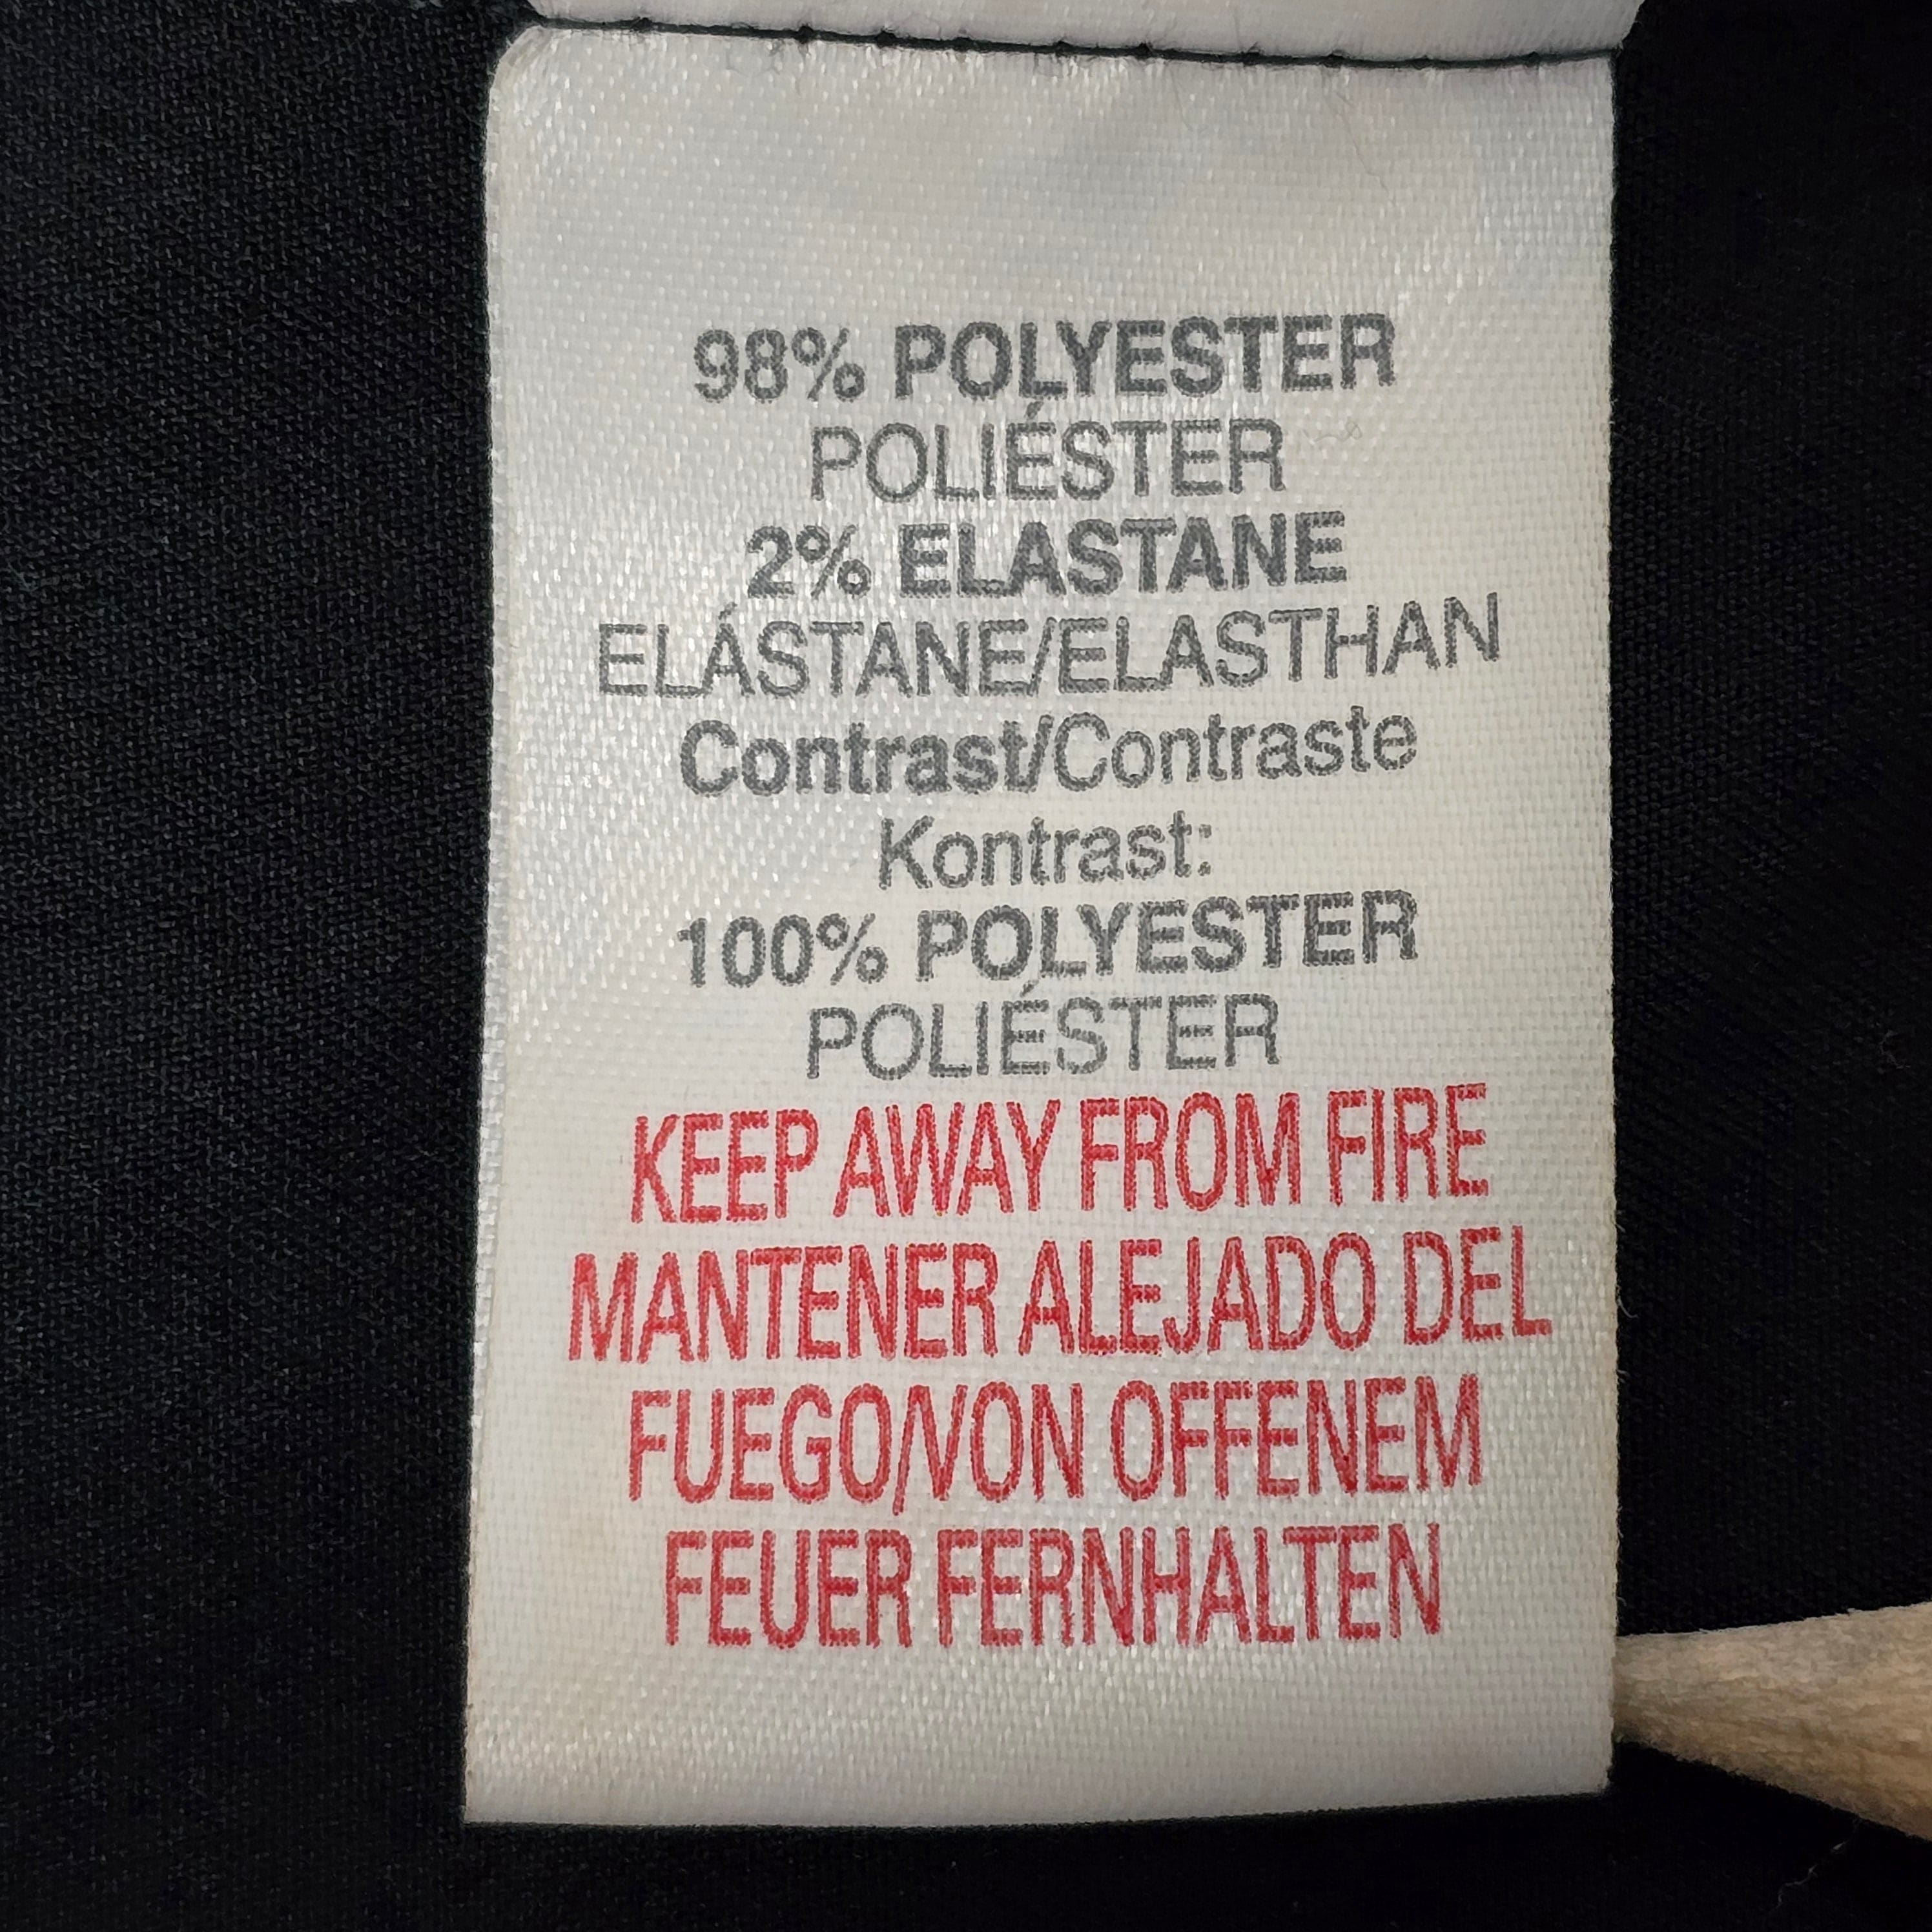 98% POLYESTER
POLIÉSTER
2% ELASTANE
ELÁSTANE/ELASTHAN
Contrast/Contraste
Kontrast:
100% POLYESTER
POLIÉSTER
KEEP AWAY FROM FIRE
MANTENER ALEJADO DEL
FUEGO/VON OFFENEM
FEUER FERNHALTEN